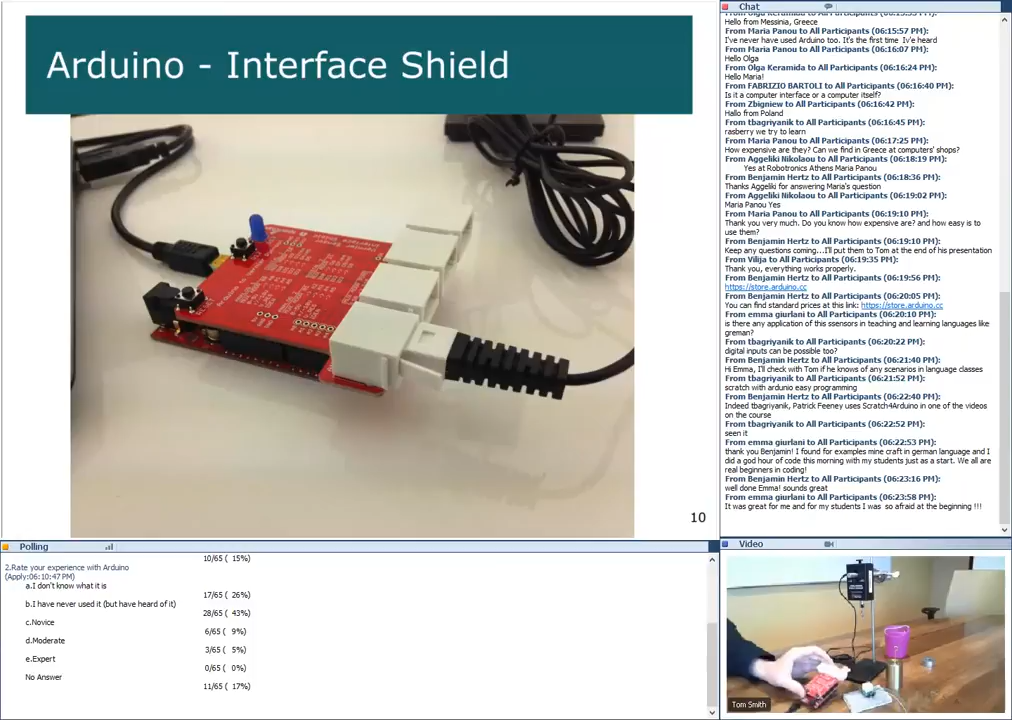 Arduino - Interface Shield
10
Chat
Hello from Messinia, Greece
From Maria Panou to All Participants (06:15:57 PM):
I've never have used Arduino too. It's the first time Iv'e heard
From Maria Panou to All Participants (06:16:07 PM):
Hello Olga
From Olga Keramida to All Participants (06:16:24 PM):
Hello Maria!
From FABRIZIO BARTOLI to All Participants (06:16:40 PM):
Is it a computer interface or a computer itself?
From Zbigniew to All Participants (06:16:42 PM):
Hallo from Poland
From tbagriyanik to All Participants (06:16:45 PM):
rasberry we try to learn
From Maria Panou to All Participants (06:17:25 PM):
How expensive are they? Can we find in Greece at computers' shops?
From Aggeliki Nikolaou to All Participants (06:18:19 PM):
Yes at Robotronics Athens Maria Panou
From Benjamin Hertz to All Participants (06:18:36 PM):
Thanks Aggeliki for answering Maria's question
From Aggeliki Nikolaou to All Participants (06:19:02 PM):
Maria Panou Yes
From Maria Panou to All Participants (06:19:10 PM):
Thank you very much. Do you know how expensive are? and how easy is to
use them?
From Benjamin Hertz to All Participants (06:19:10 PM):
Keep any questions coming...I'll put them to Tom at the end of his presentation
From Vilija to All Participants (06:19:35 PM):
Thank you, everything works properly.
From Benjamin Hertz to All Participants (06:19:56 PM):
https://store.arduino.cc
From Benjamin Hertz to All Participants (06:20:05 PM):
You can find standard prices at this link: https://store.arduino.cc
From emma giurlani to All Participants (06:20:10 PM):
is there any application of this ssensors in teaching and learning languages like
greman?
From tbagriyanik to All Participants (06:20:22 PM):
digital inputs can be possible too?
From Benjamin Hertz to All Participants (06:21:40 PM):
Hi Emma, I'll check with Tom if he knows of any scenarios in language classes
From tbagriyanik to All Participants (06:21:52 PM):
scratch with ardunio easy programming
From Benjamin Hertz to All Participants (06:22:40 PM):
Indeed tbagriyanik, Patrick Feeney uses Scratch4Arduino in one of the videos
on the course
From tbagriyanik to All Participants (06:22:52 PM):
seen it
From emma giurlani to All Participants (06:22:53 PM):
thank you Benjamin! I found for examples mine craft in german language and I
did a god hour of code this morning with my students just as a start. We all are
real beginners in coding!
From Benjamin Hertz to All Participants (06:23:16 PM):
well done Emma! sounds great
From emma giurlani to All Participants (06:23:58 PM):
It was great for me and for my students I was so afraid at the beginning !!!
Polling
10/65 ( 15%)
2.Rate your experience with Arduino
(Apply:06:10:47 PM)
a.I don't know what it is
17/65 ( 26%)
b.I have never used it (but have heard of it)
28/65 ( 43%)
c.Novice
6/65 ( 9%)
d.Moderate
3/65 ( 5%)
e.Expert
0/65 ( 0%)
No Answer
11/65 ( 17%)
Video
Tom Smith